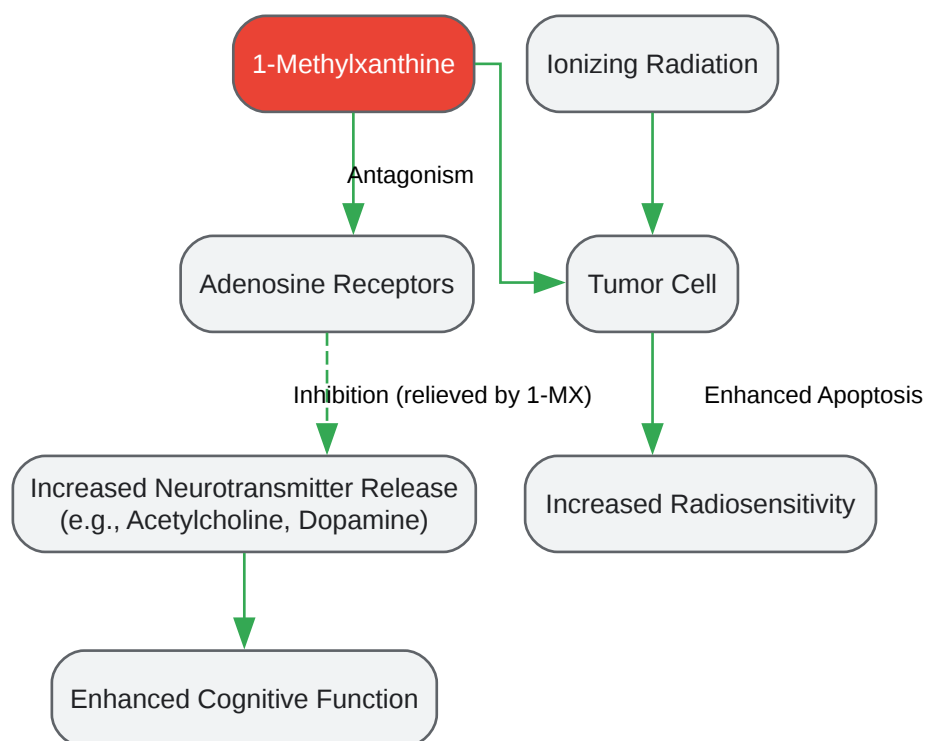 1-Methylxanthine
Ionizing Radiation
Antagonism
Adenosine Receptors
Tumor Cell
Inhibition (relieved by 1-MX)
Enhanced Apoptosis
Increased Neurotransmitter Release
(e.g., Acetylcholine, Dopamine)
Increased Radiosensitivity
Enhanced Cognitive Function